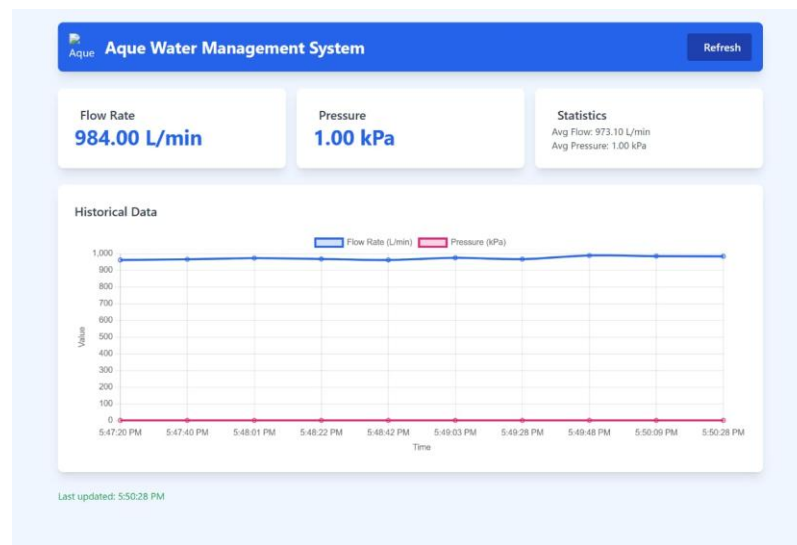 Aque Aque Water Management System Refresh
Flow Rate
984.00 L/min
Pressure
1.00 kPa
Statistics
Avg Flow: 973.10 L/min
Avg Pressure: 1.00 kPa
Historical Data
Flow Rate (L/min) Pressure (kPa)
1,000
900
800
700
600
500
400
300
200
100
0
Value
5:47:20 PM 5:47:40 PM 5:48:01 PM 5:48:22 PM 5:48:42 PM 5:49:03 PM 5:49:28 PM 5:49:48 PM 5:50:09 PM 5:50:28 PM
Time
Last updated: 5:50:28 PM